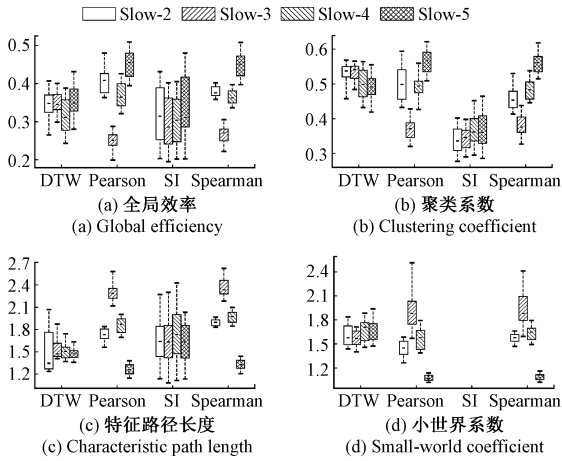 Slow-2 Slow-3 Slow-4 Slow-5
0.5
0.4
0.3
0.2
DTW Pearson SI Spearman
(a) 全局效率
(a) Global efficiency
0.6
0.5
0.4
0.3
DTW Pearson SI Spearman
(b) 聚类系数
(b) Clustering coefficient
2.7
2.4
2.1
1.8
1.5
1.2
DTW Pearson SI Spearman
(c) 特征路径长度
(c) Characteristic path length
2.4
2.1
1.8
1.5
1.2
DTW Pearson SI Spearman
(d) 小世界系数
(d) Small-world coefficient